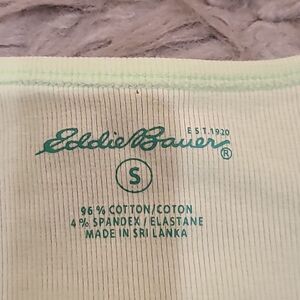 EST.1920
Eddie Bauer®
S
96% COTTON/COTON
4% SPANDEX / ELASTANE
MADE IN SRI LANKA